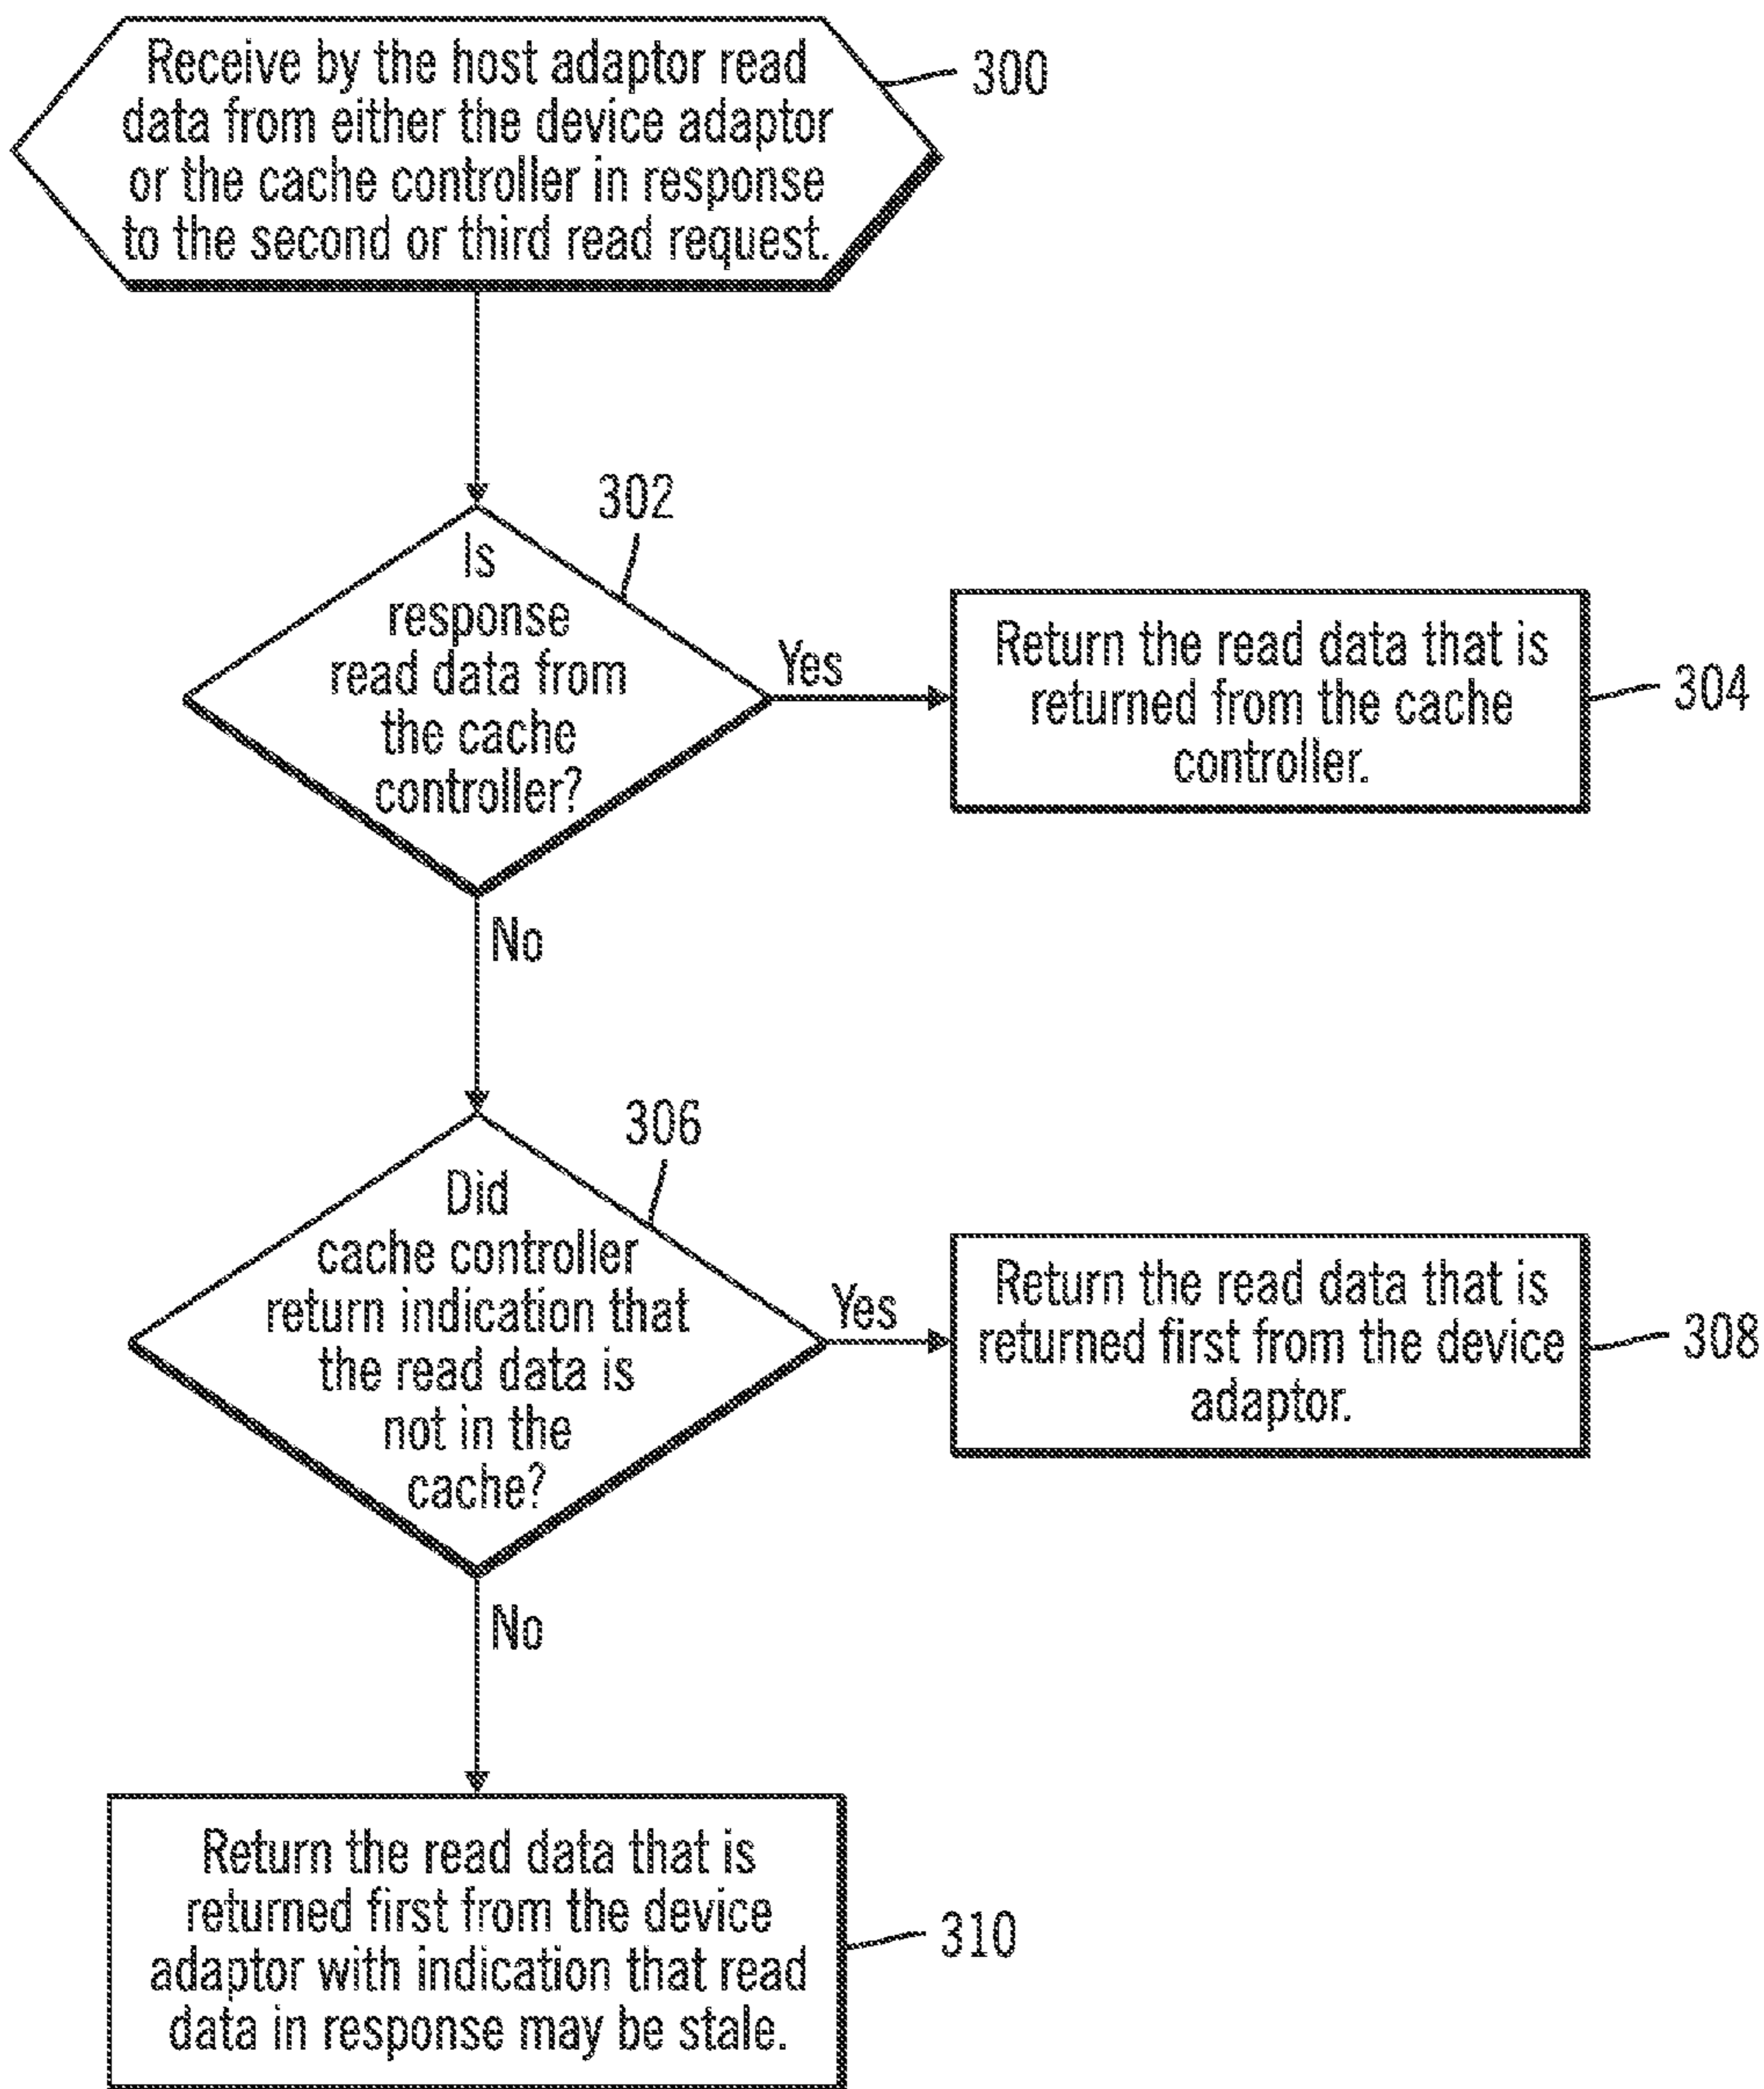 Receive by the host adaptor read
data from either the device adaptor
or the cache controller in response
to the second or third read request.
300
302
Is
response
read data from
the cache
controller?
Yes
Return the read data that is
returned from the cache
controller.
304
No
306
Did
cache controller
return indication that
the read data is
not in the
cache?
Yes
Return the read data that is
returned first from the device
adaptor.
308
No
Return the read data that is
returned first from the device
adaptor with indication that read
data in response may be stale.
310